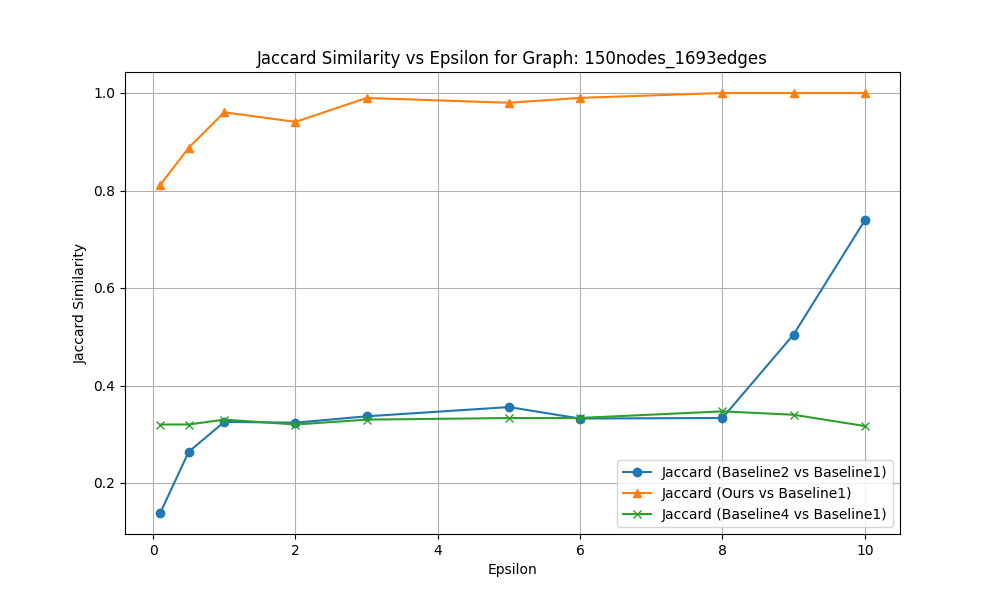 Jaccard Similarity vs Epsilon for Graph: 150nodes_1693edges
Jaccard Similarity
1.0
0.8
0.6
0.4
0.2
0 2 4 6 8 10
Epsilon
Jaccard (Baseline2 vs Baseline1)
Jaccard (Ours vs Baseline1)
Jaccard (Baseline4 vs Baseline1)